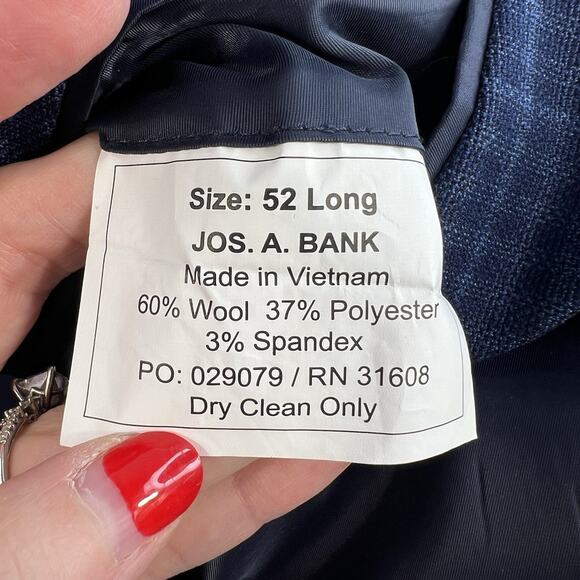 Size: 52 Long
JOS. A. BANK
Made in Vietnam
60% Wool 37% Polyester
3% Spandex
PO: 029079 / RN 31608
Dry Clean Only